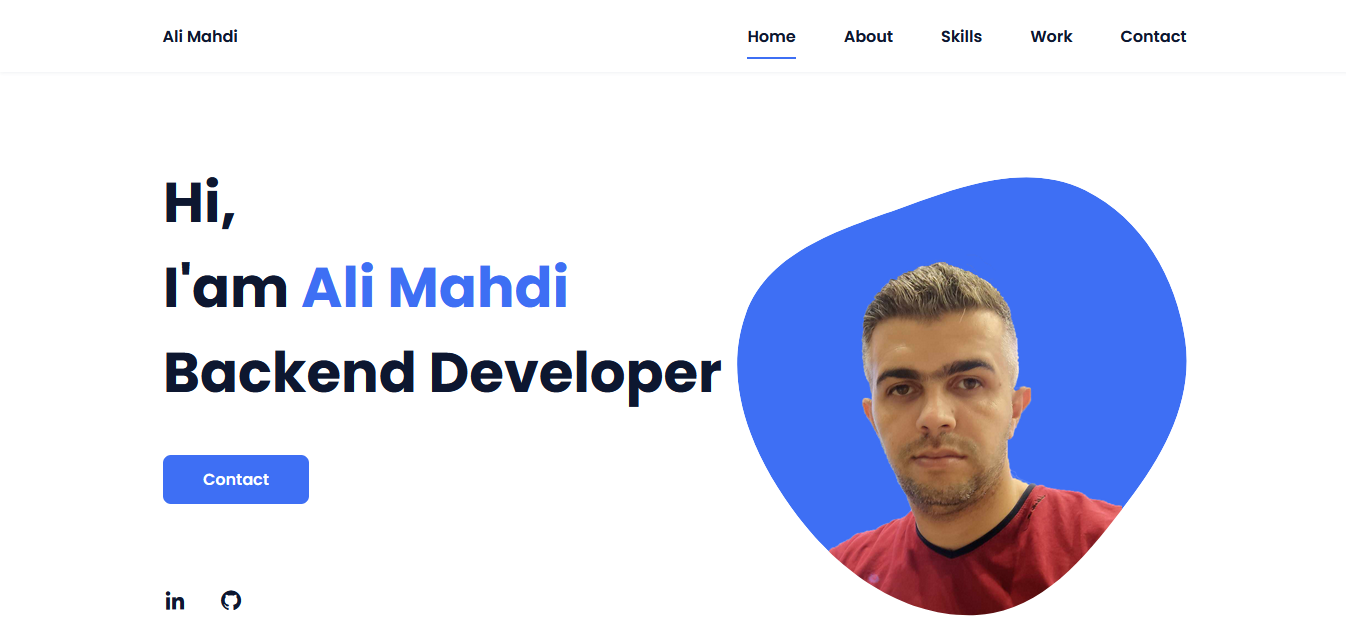 Ali Mahdi
Home About Skills Work Contact
Hi,
I'am Ali Mahdi
Backend Developer
Contact
in